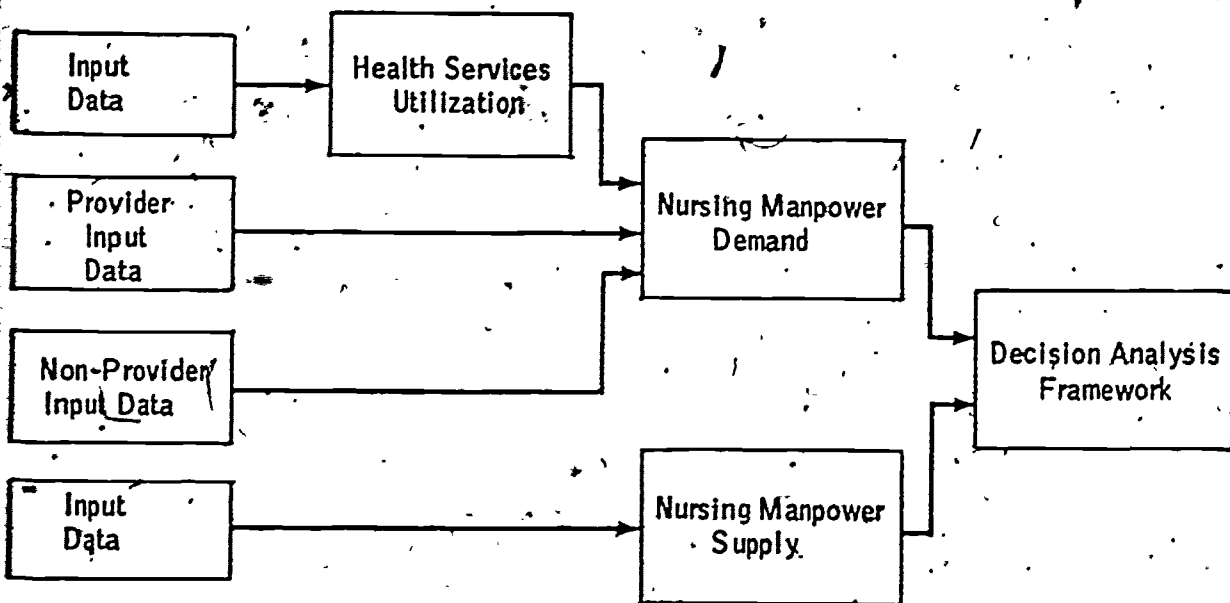 Input
Data
Health Services
Utilization
Provider
Input
Data
Nursing Manpower
Demand
Non-Provider
Input Data
Decision Analysis
Framework
Input
Data
Nursing Manpower
Supply